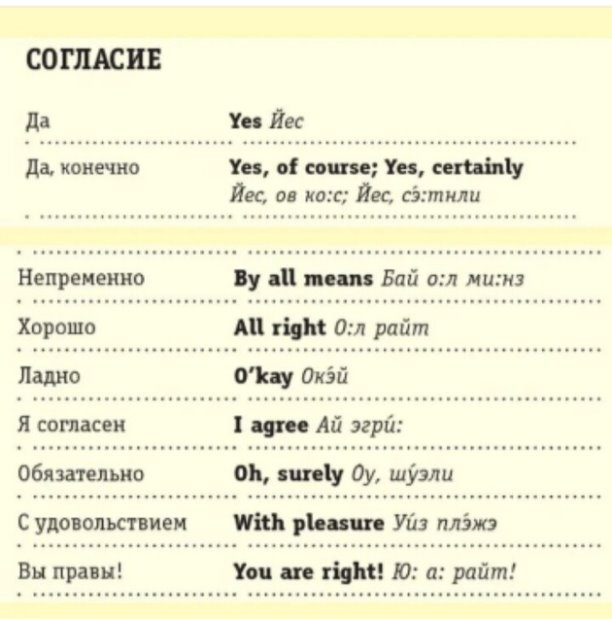 СОГЛАСИЕ
Да Yes Йес
Да, конечно Yes, of course; Yes, certainly
Йес, ов ко:с; Йес, сэ́:тнли
Непременно By all means Бай о:л ми:нз
Хорошо All right О:л райт
Ладно O'kay Окэ́й
Я согласен I agree Ай эгри́:
Обязательно Oh, surely Оу, шу́эли
С удовольствием With pleasure Уи́з плэ́жэ
Вы правы! You are right! Ю: а: райт!